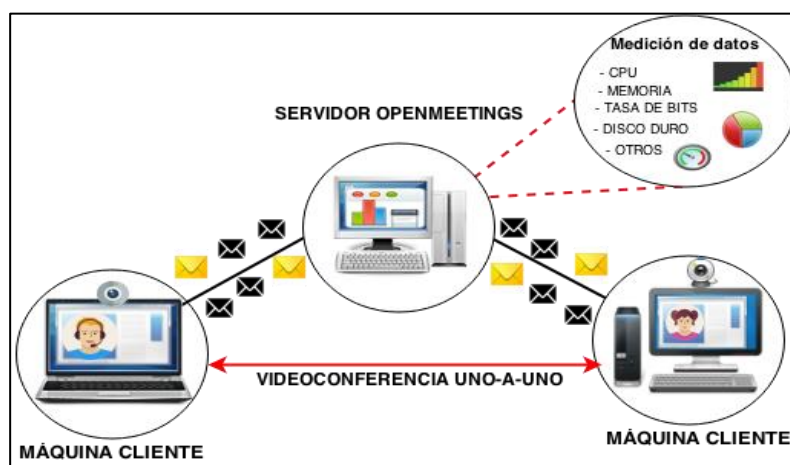 Medición de datos
- CPU
- MEMORIA
- TASA DE BITS
- DISCO DURO
- OTROS
SERVIDOR OPENMEETINGS
VIDEOCONFERENCIA UNO-A-UNO
MÁQUINA CLIENTE
MÁQUINA CLIENTE